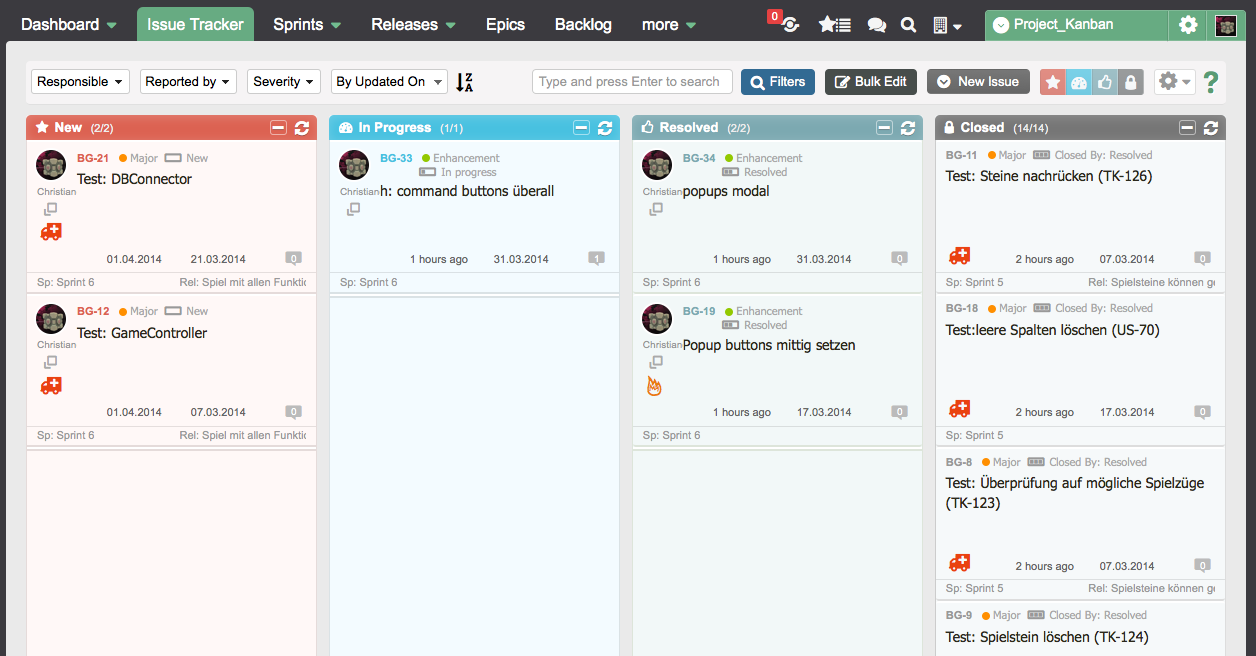 Dashboard Issue Tracker Sprints Releases Epics Backlog more 0 Project_Kanban
Responsible Reported by Severity By Updated On Z A Type and press Enter to search Filters Bulk Edit New Issue ?
New (2/2)
BG-21 Major New
Test: DBConnector
Christian
01.04.2014 21.03.2014 0
Sp: Sprint 6 Rel: Spiel mit allen Funktic
BG-12 Major New
Test: GameController
Christian
01.04.2014 07.03.2014 0
Sp: Sprint 6 Rel: Spiel mit allen Funktic
In Progress (1/1)
BG-33 Enhancement
In progress
Christian h: command buttons überall
1 hours ago 31.03.2014 1
Sp: Sprint 6
Resolved (2/2)
BG-34 Enhancement
Resolved
Christian popups modal
1 hours ago 31.03.2014 0
Sp: Sprint 6
BG-19 Enhancement
Resolved
Christian Popup buttons mittig setzen
1 hours ago 17.03.2014 0
Sp: Sprint 6
Closed (14/14)
BG-11 Major Closed By: Resolved
Test: Steine nachrücken (TK-126)
2 hours ago 07.03.2014 0
Sp: Sprint 5 Rel: Spielsteine können ge
BG-18 Major Closed By: Resolved
Test:leere Spalten löschen (US-70)
2 hours ago 17.03.2014 0
Sp: Sprint 5
BG-8 Major Closed By: Resolved
Test: Überprüfung auf mögliche Spielzüge
(TK-123)
2 hours ago 07.03.2014 0
Sp: Sprint 5 Rel: Spielsteine können ge
BG-9 Major Closed By: Resolved
Test: Spielstein löschen (TK-124)